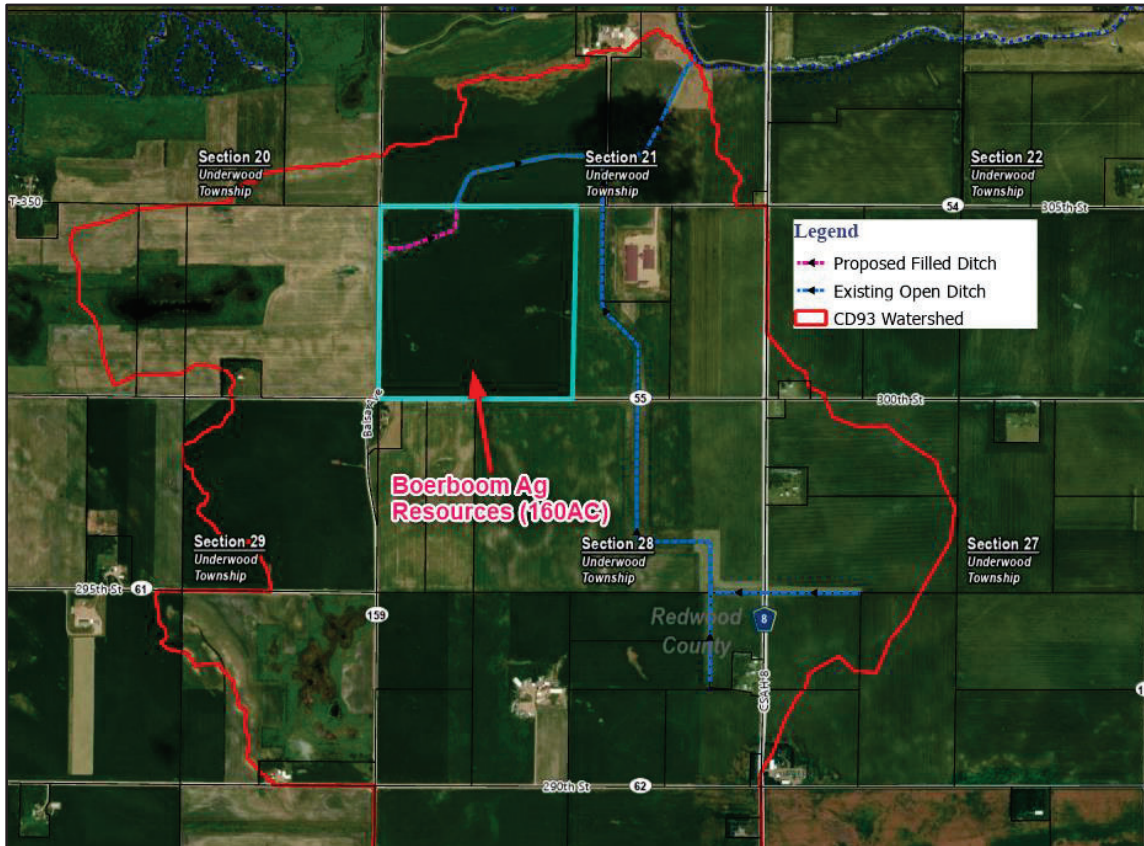 Section 20
Underwood
Township
Section 21
Underwood
Township
Section 22
Underwood
Township
T-350
54
305th St
Legend
Proposed Filled Ditch
Existing Open Ditch
CD93 Watershed
Balsa Ave
55
300th St
Boerboom Ag
Resources (160AC)
Section 29
Underwood
Township
Section 28
Underwood
Township
Section 27
Underwood
Township
295th St
61
159
Redwood
County
8
CSAH 8
1
290th St
62